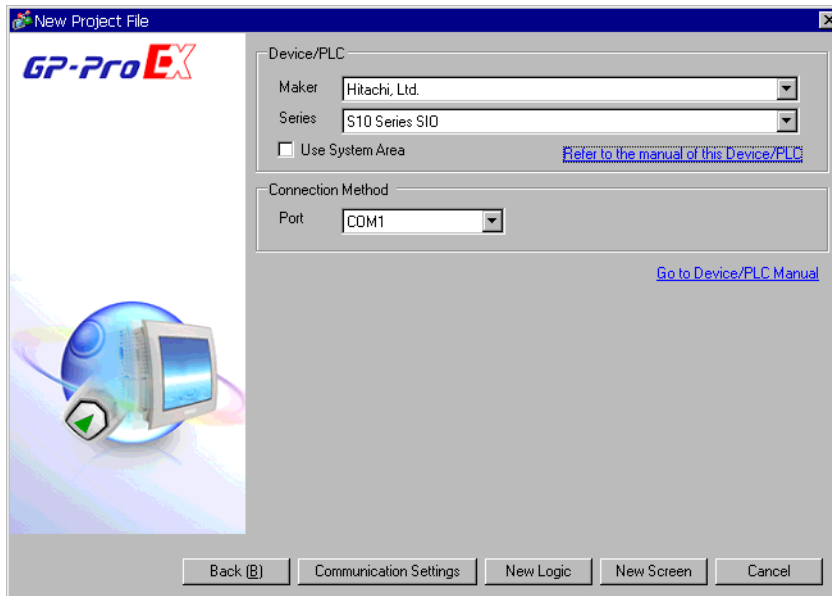 New Project File
GP-Pro EX
Device/PLC
Maker Hitachi, Ltd.
Series S10 Series SIO
Use System Area Refer to the manual of this Device/PLC
Connection Method
Port COM1
Go to Device/PLC Manual
Back (B) Communication Settings New Logic New Screen Cancel